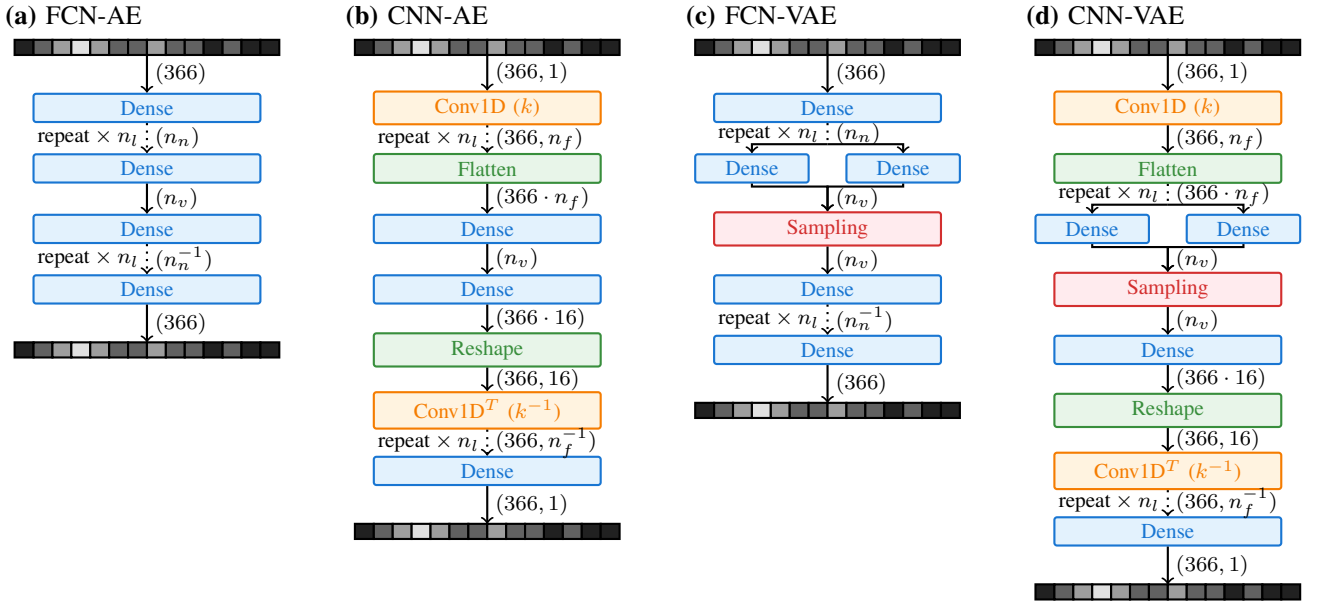 (a) FCN-AE
(366)
Dense
repeat × n_l (n_n)
Dense
(n_v)
Dense
repeat × n_l (n_n^{-1})
Dense
(366)
(b) CNN-AE
(366, 1)
Conv1D (k)
repeat × n_l (366, n_f)
Flatten
(366 · n_f)
Dense
(n_v)
Dense
(366 · 16)
Reshape
(366, 16)
Conv1D^T (k^{-1})
repeat × n_l (366, n_f^{-1})
Dense
(366, 1)
(c) FCN-VAE
(366)
Dense
repeat × n_l (n_n)
Dense Dense
(n_v)
Sampling
(n_v)
Dense
repeat × n_l (n_n^{-1})
Dense
(366)
(d) CNN-VAE
(366, 1)
Conv1D (k)
(366, n_f)
Flatten
repeat × n_l (366 · n_f)
Dense Dense
(n_v)
Sampling
(n_v)
Dense
(366 · 16)
Reshape
(366, 16)
Conv1D^T (k^{-1})
repeat × n_l (366, n_f^{-1})
Dense
(366, 1)